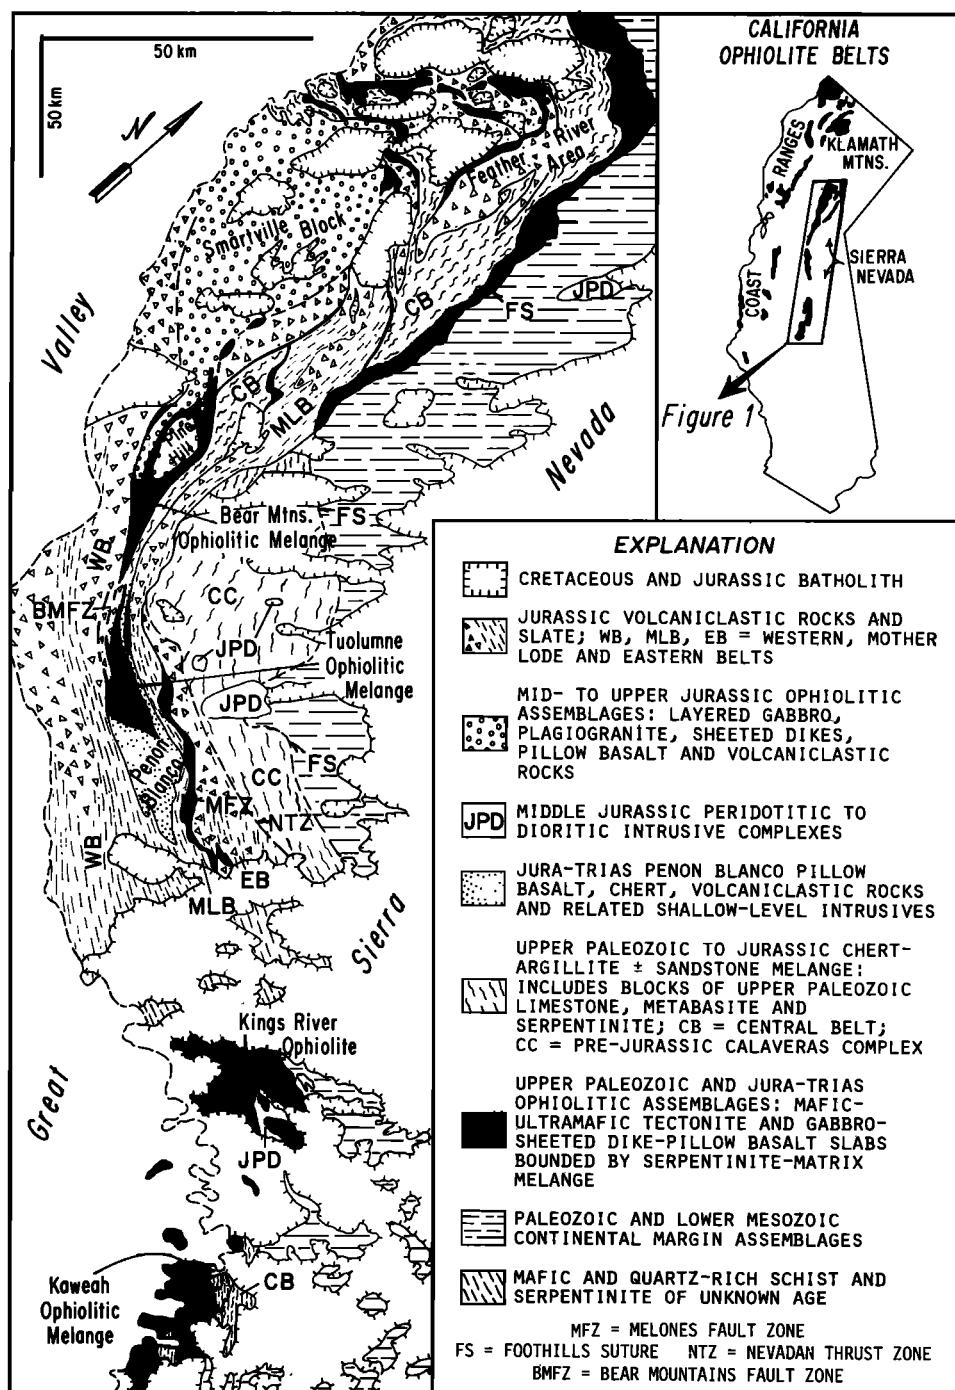 50 km
50 km
N
Valley
Smartville Block
Feather River
Area
CB
FS
JPD
CB
MLB
Pine
Hill
Nevada
Bear Mtns.
Ophiolitic Melange
FS
WB
CC
BMFZ
JPD
Tuolumne
Ophiolitic
Melange
JPD
Penon
Blanco
CC
FS
MFZ
NTZ
WB
EB
MLB
Sierra
Kings River
Ophiolite
Great
JPD
Kaweah
Ophiolitic
Melange
CB
CALIFORNIA
OPHIOLITE BELTS
COAST RANGES
KLAMATH
MTNS.
SIERRA
NEVADA
Figure 1
EXPLANATION
CRETACEOUS AND JURASSIC BATHOLITH
JURASSIC VOLCANICLASTIC ROCKS AND
SLATE; WB, MLB, EB = WESTERN, MOTHER
LODE AND EASTERN BELTS
MID- TO UPPER JURASSIC OPHIOLITIC
ASSEMBLAGES: LAYERED GABBRO,
PLAGIOGRANITE, SHEETED DIKES,
PILLOW BASALT AND VOLCANICLASTIC
ROCKS
JPD MIDDLE JURASSIC PERIDOTITIC TO
DIORITIC INTRUSIVE COMPLEXES
JURA-TRIAS PENON BLANCO PILLOW
BASALT, CHERT, VOLCANICLASTIC ROCKS
AND RELATED SHALLOW-LEVEL INTRUSIVES
UPPER PALEOZOIC TO JURASSIC CHERT-
ARGILLITE ± SANDSTONE MELANGE:
INCLUDES BLOCKS OF UPPER PALEOZOIC
LIMESTONE, METABASITE AND
SERPENTINITE; CB = CENTRAL BELT;
CC = PRE-JURASSIC CALAVERAS COMPLEX
UPPER PALEOZOIC AND JURA-TRIAS
OPHIOLITIC ASSEMBLAGES: MAFIC-
ULTRAMAFIC TECTONITE AND GABBRO-
SHEETED DIKE-PILLOW BASALT SLABS
BOUNDED BY SERPENTINITE-MATRIX
MELANGE
PALEOZOIC AND LOWER MESOZOIC
CONTINENTAL MARGIN ASSEMBLAGES
MAFIC AND QUARTZ-RICH SCHIST AND
SERPENTINITE OF UNKNOWN AGE
MFZ = MELONES FAULT ZONE
FS = FOOTHILLS SUTURE NTZ = NEVADAN THRUST ZONE
BMFZ = BEAR MOUNTAINS FAULT ZONE